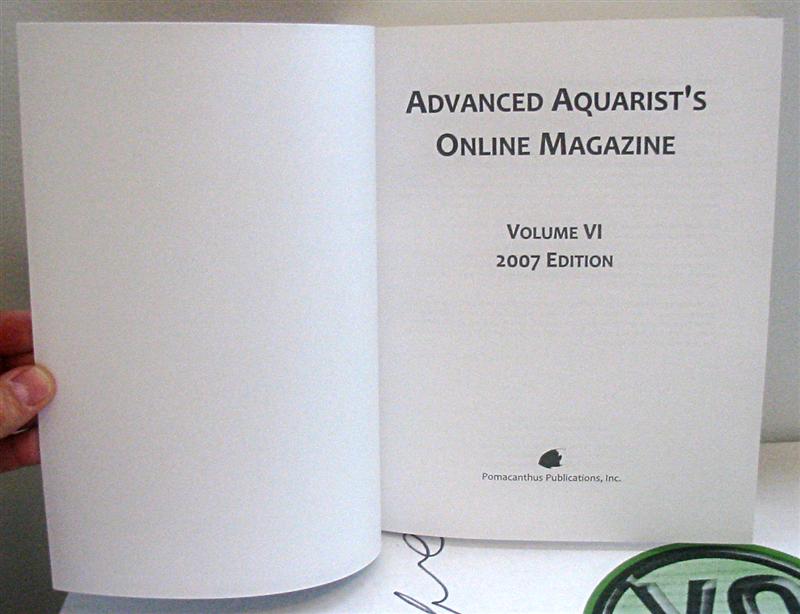 ADVANCED AQUARIST'S
ONLINE MAGAZINE
VOLUME VI
2007 EDITION
Pomacanthus Publications, Inc.